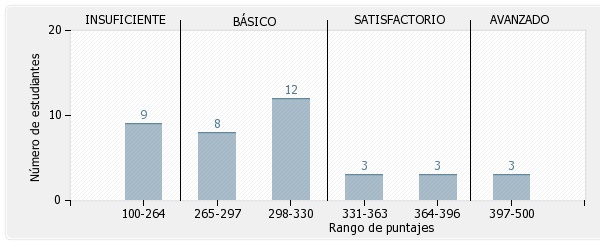 INSUFICIENTE BÁSICO SATISFACTORIO AVANZADO
Número de estudiantes
20
10
0
9
8
12
3
3
3
100-264 265-297 298-330 331-363 364-396 397-500
Rango de puntajes